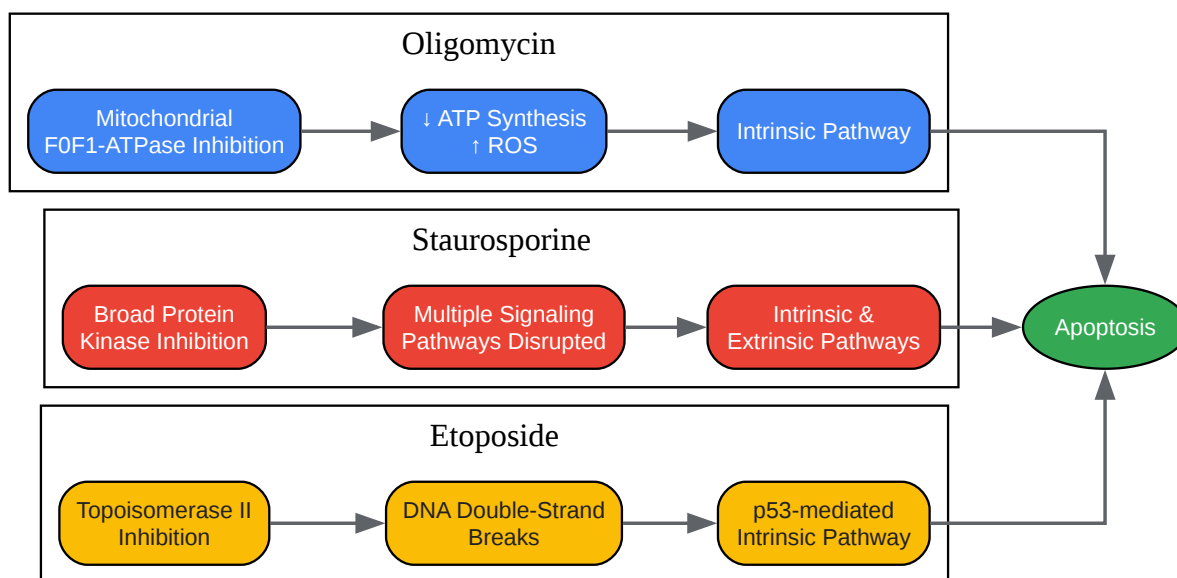 Oligomycin
Mitochondrial
F0F1-ATPase Inhibition
↓ ATP Synthesis
↑ ROS
Intrinsic Pathway
Staurosporine
Broad Protein
Kinase Inhibition
Multiple Signaling
Pathways Disrupted
Intrinsic &
Extrinsic Pathways
Apoptosis
Etoposide
Topoisomerase II
Inhibition
DNA Double-Strand
Breaks
p53-mediated
Intrinsic Pathway